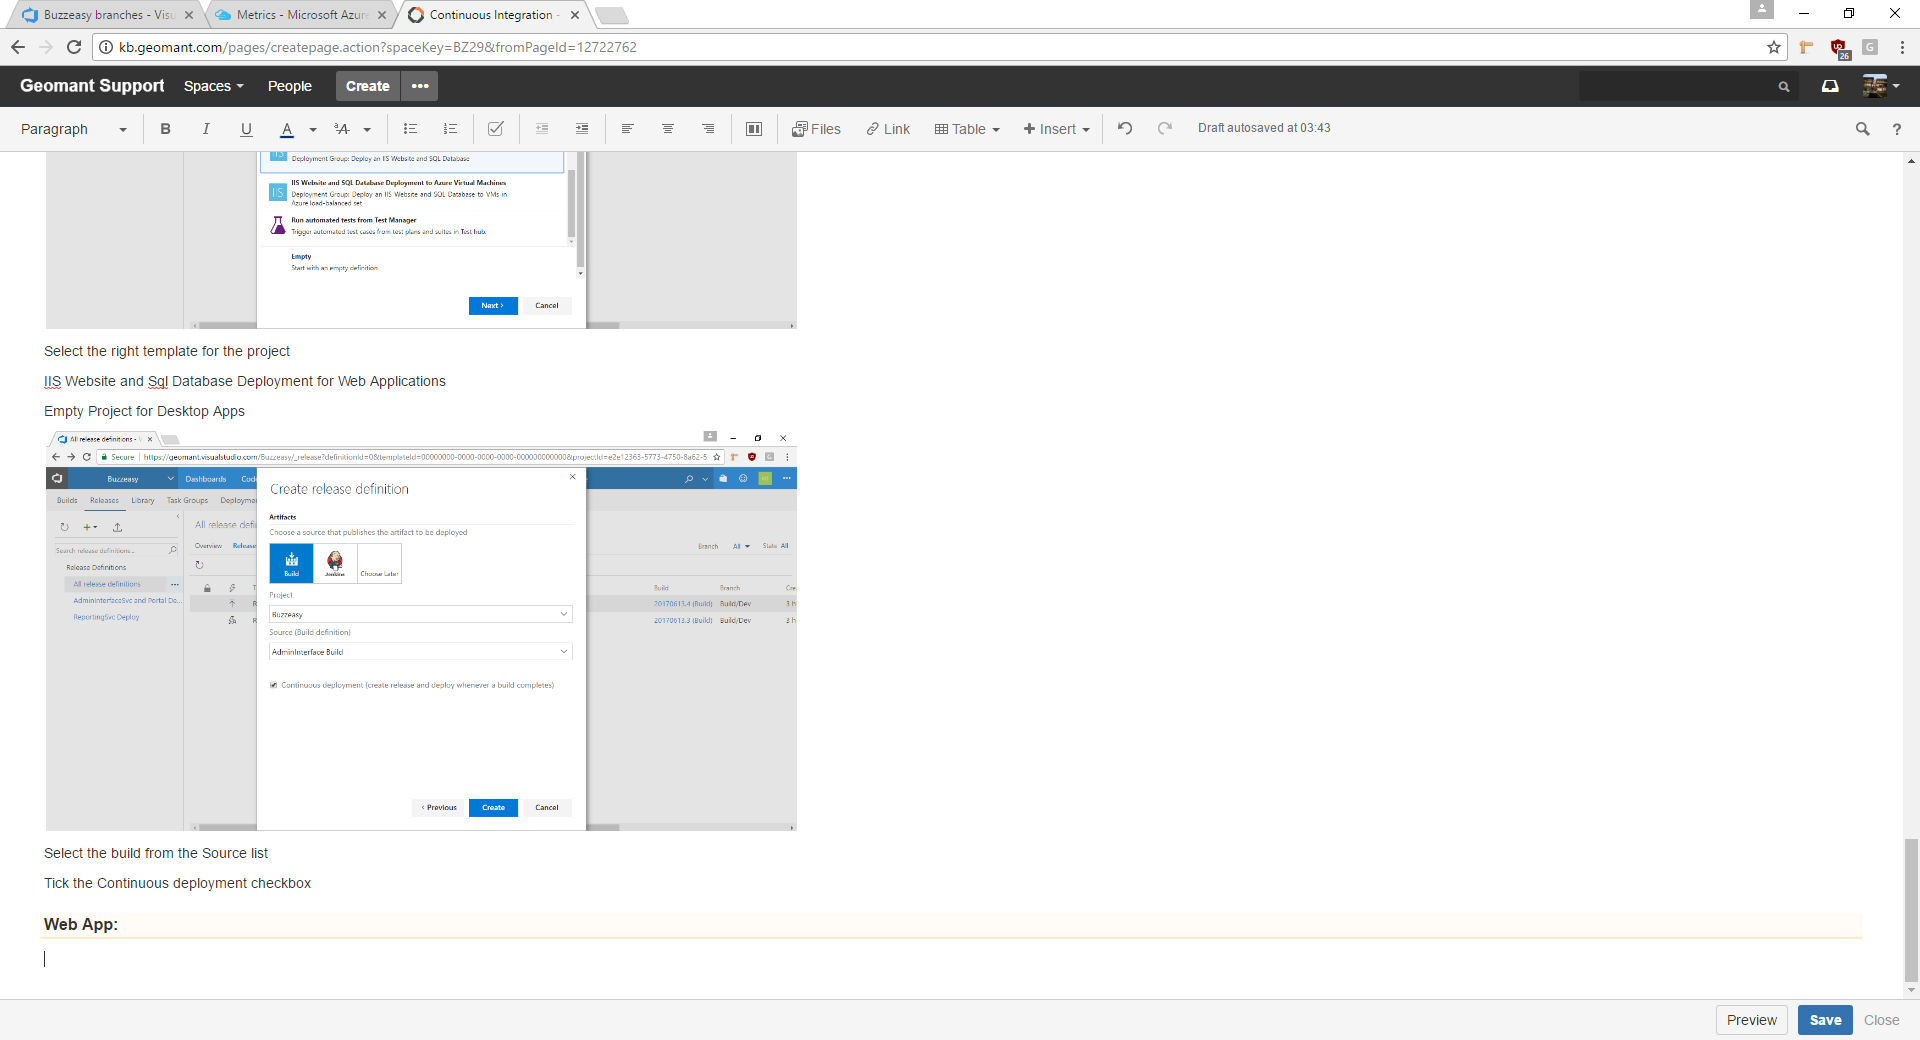 Buzzeasy branches - Visu
Metrics - Microsoft Azure
Continuous Integration -
kb.geomant.com/pages/createpage.action?spaceKey=BZ29&fromPageId=12722762
26
Geomant Support
Spaces
People
Create
Paragraph
B
I
U
A
Files
Link
Table
Insert
Draft autosaved at 03:43
?
Deployment Group: Deploy an IIS Website and SQL Database
IIS
IIS Website and SQL Database Deployment to Azure Virtual Machines
Deployment Group: Deploy an IIS Website and SQL Database to VMs in
Azure load-balanced set
Run automated tests from Test Manager
Trigger automated test cases from test plans and suites in Test hub.
Empty
Start with an empty definition
Next >
Cancel
Select the right template for the project
IIS Website and Sql Database Deployment for Web Applications
Empty Project for Desktop Apps
All release definitions -
Secure
https://geomant.visualstudio.com/Buzzeasy/_release?definitionId=0&templateId=00000000-0000-0000-0000-000000000000&projectId=e2e12363-5773-4750-8a62-5
Buzzeasy
Dashboards
Cod
Builds
Releases
Library
Task Groups
Deployme
Create release definition
Artifacts
Choose a source that publishes the artifact to be deployed
Build
Jenkins
Choose Later
Project
Buzzeasy
Source (Build definition)
AdminInterface Build
Continuous deployment (create release and deploy whenever a build completes)
‹ Previous
Create
Cancel
Search release definitions...
Release Definitions
All release definitions
AdminInterfaceSvc and Portal De...
ReportingSvc Deploy
All release defi
Overview
Release
Branch
All
State
All
Build
Branch
Cre
20170613.4 (Build)
Build/Dev
3 h
20170613.3 (Build)
Build/Dev
3 h
Select the build from the Source list
Tick the Continuous deployment checkbox
Web App:
Preview
Save
Close